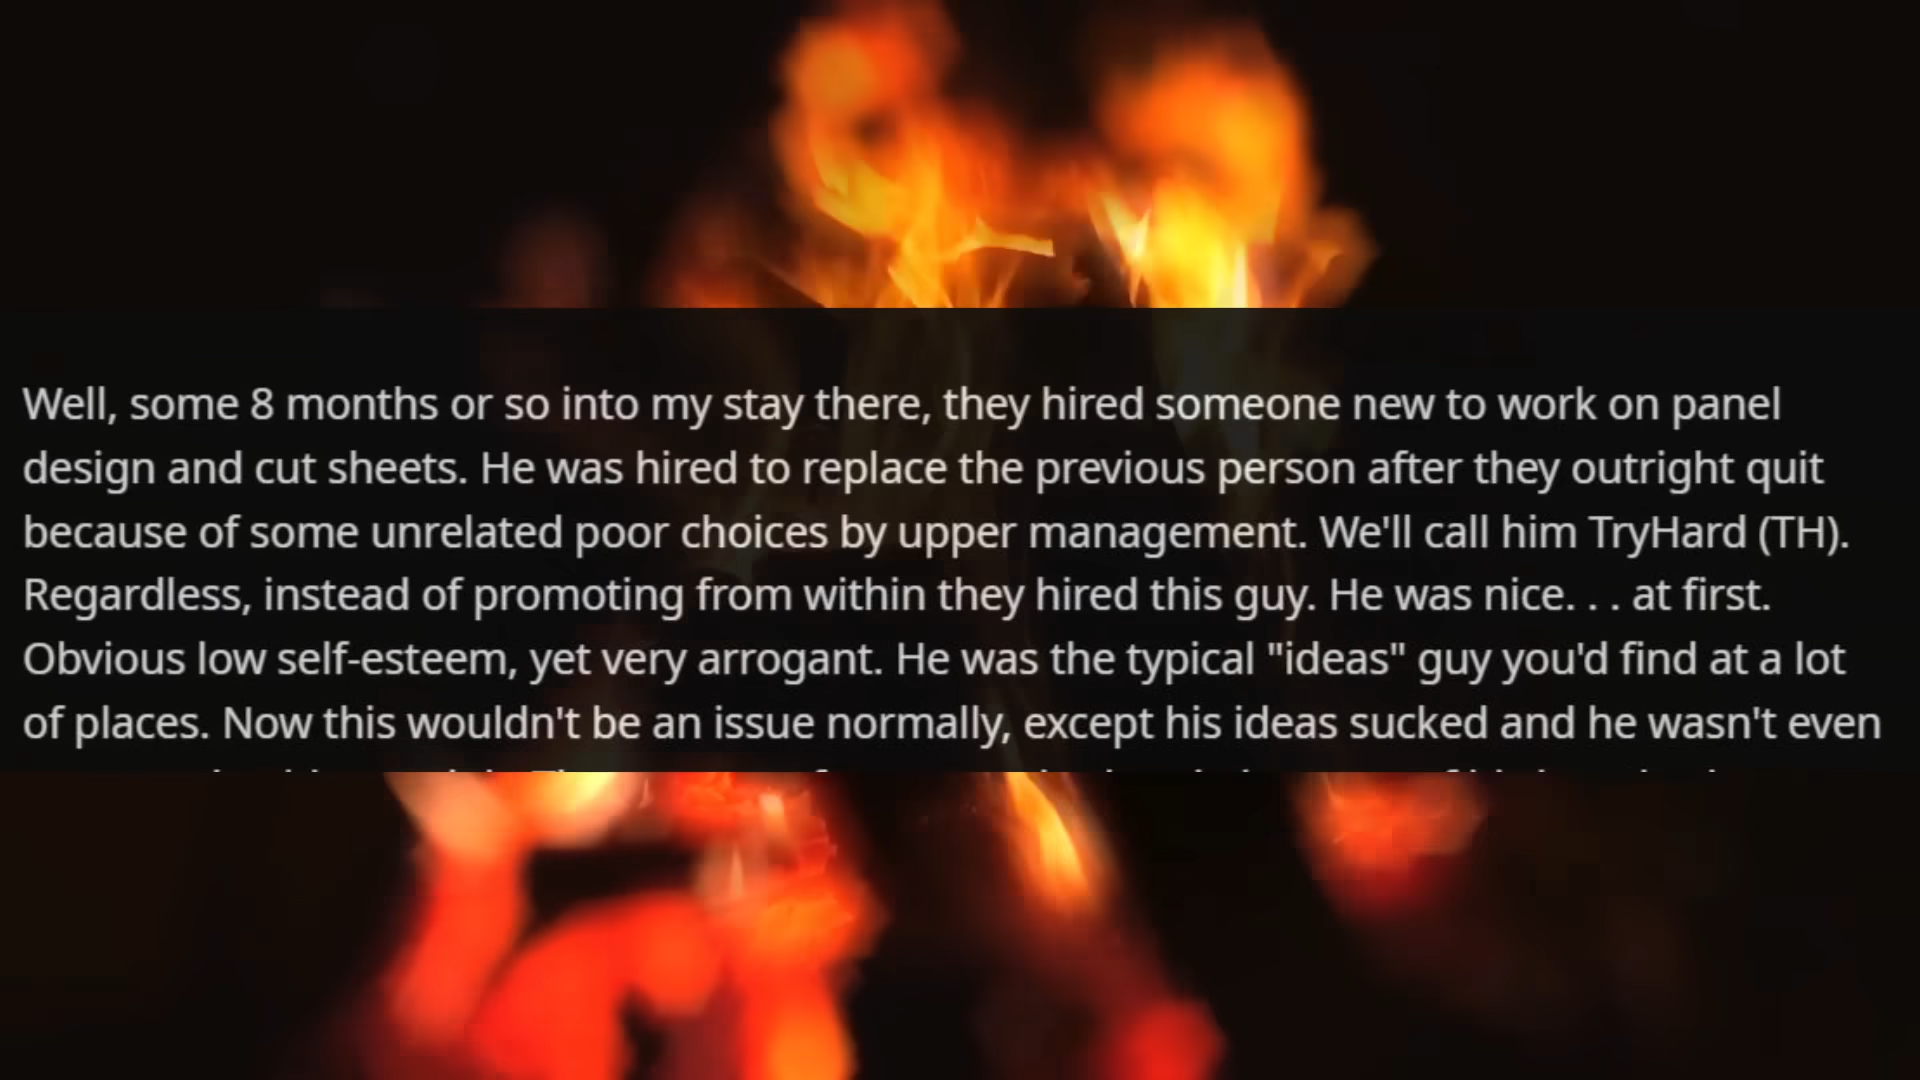 Well, some 8 months or so into my stay there, they hired someone new to work on panel
design and cut sheets. He was hired to replace the previous person after they outright quit
because of some unrelated poor choices by upper management. We'll call him TryHard (TH).
Regardless, instead of promoting from within they hired this guy. He was nice. . . at first.
Obvious low self-esteem, yet very arrogant. He was the typical "ideas" guy you'd find at a lot
of places. Now this wouldn't be an issue normally, except his ideas sucked and he wasn't even